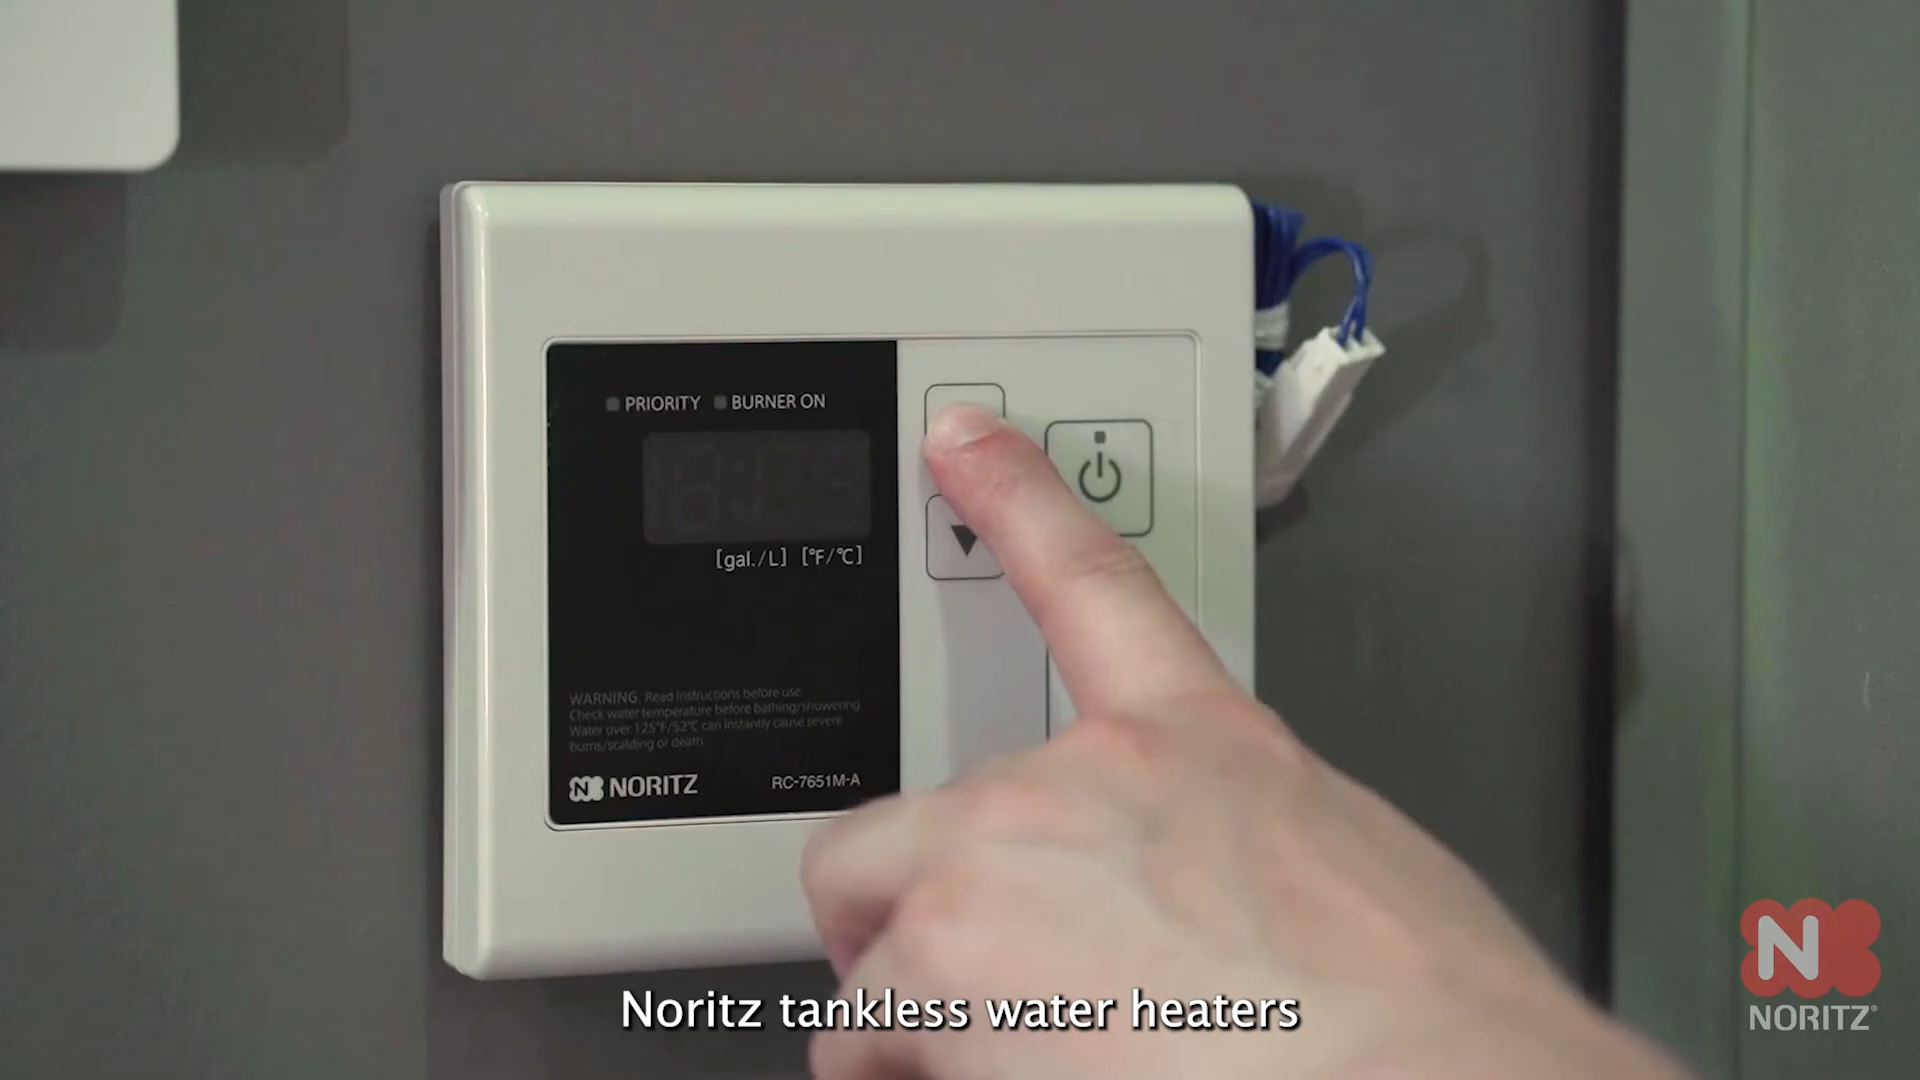 PRIORITY BURNER ON
[gal./L] [°F/°C]
WARNING. Read instructions before use.
Check water temperature before bathing/showering
Water over 125°F/52°C can instantly cause severe
burns/scalding or death
N NORITZ RC-7651M-A
Noritz tankless water heaters
N
NORITZ®